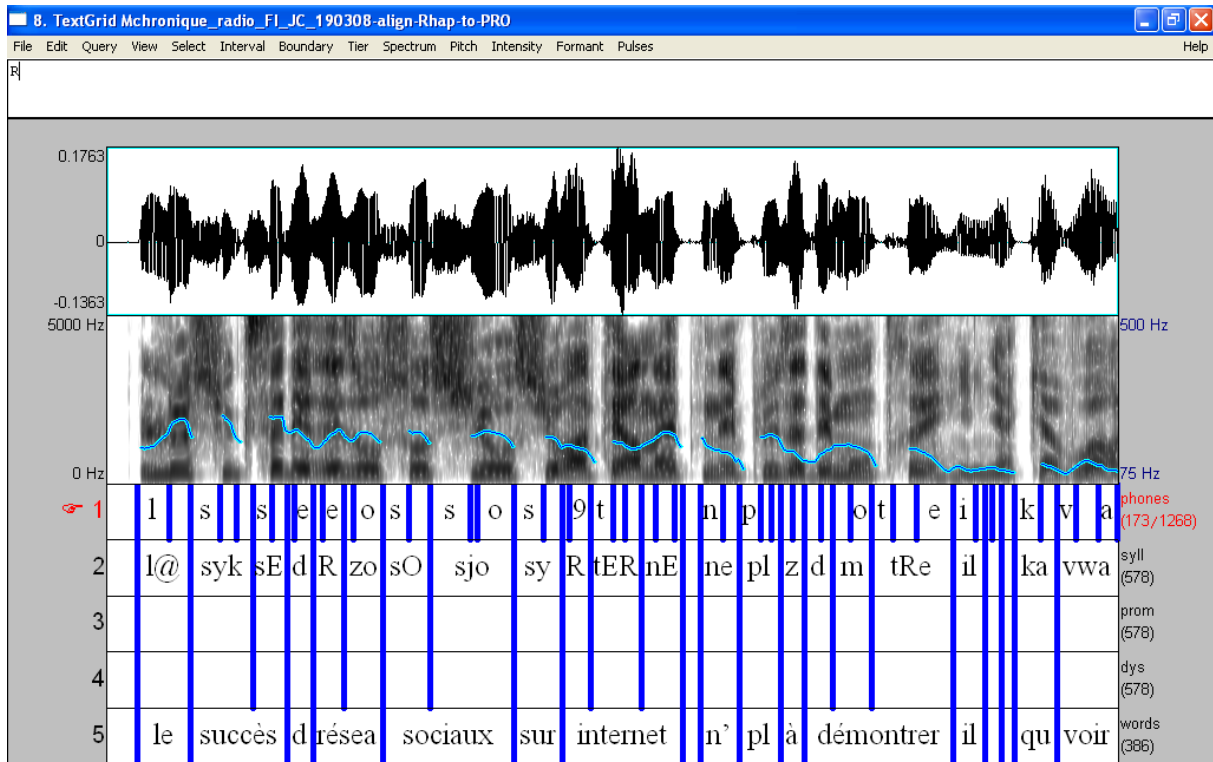 8. TextGrid Mchronique_radio_FI_JC_190308-align-Rhap-to-PRO
File Edit Query View Select Interval Boundary Tier Spectrum Pitch Intensity Formant Pulses Help
R
0.1763
0
-0.1363
5000 Hz 500 Hz
0 Hz 75 Hz
1 l s s e e o s s o s 9 t n p o t e i k v a phones (173/1268)
2 l@ syk sE d R zo sO sjo sy R tER nE ne pl z d m tRe il ka vwa syll (578)
3 prom (578)
4 dys (578)
5 le succès d résea sociaux sur internet n' pl à démontrer il qu voir words (386)